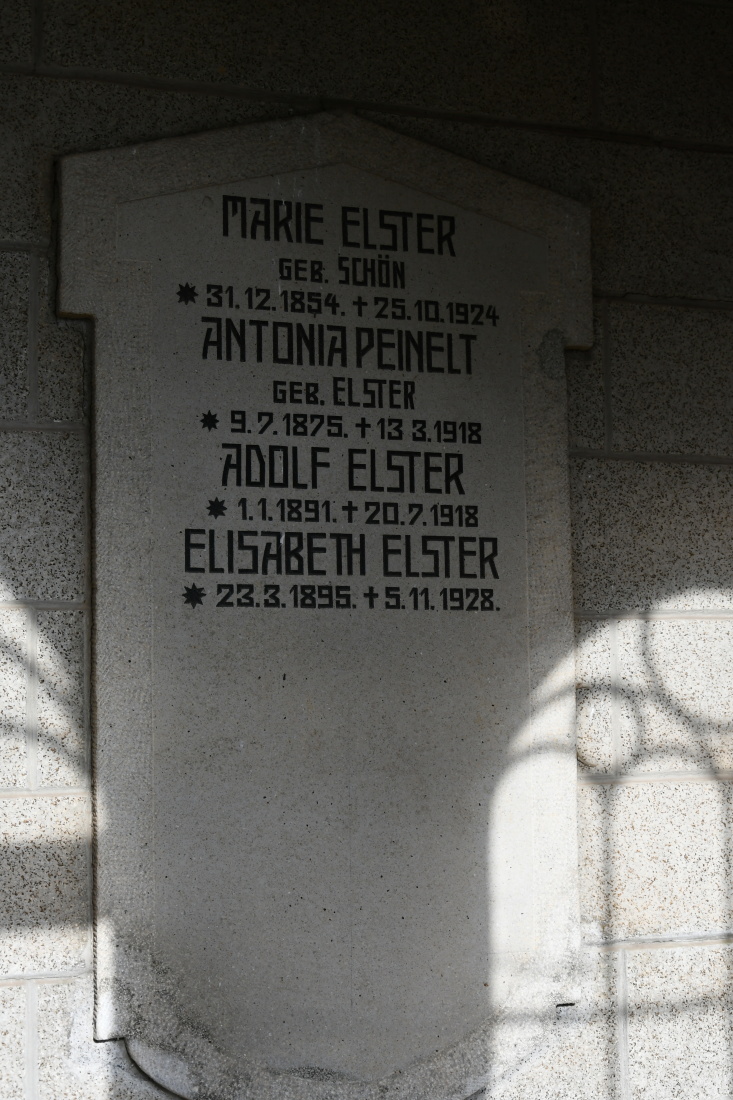 MARIE ELSTER
GEB. SCHÖN
✷ 31.12.1854. ✝ 25.10.1924
ANTONIA PEINELT
GEB. ELSTER
✷ 9.7.1875. ✝ 13 3.1918
ADOLF ELSTER
✷ 1.1.1891. ✝ 20.7.1918
ELISABETH ELSTER
✷ 23.3.1895. ✝ 5.11.1928.